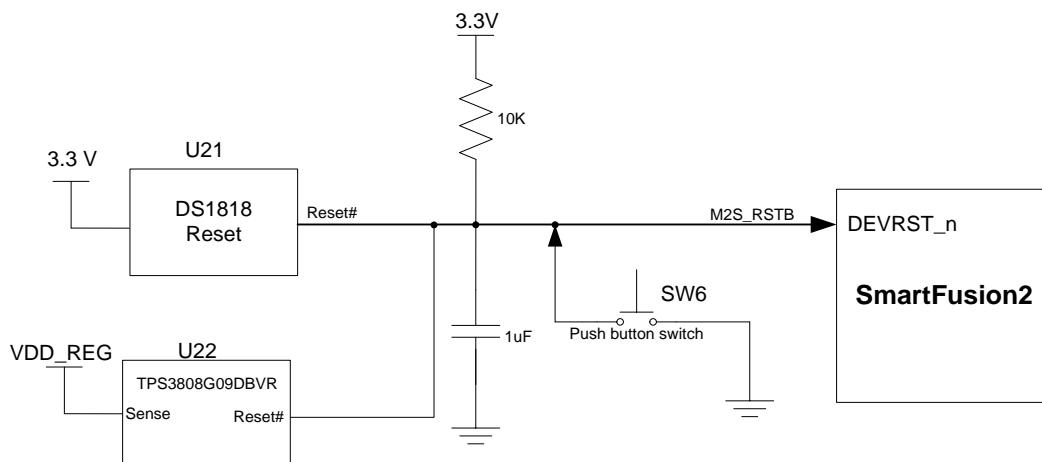 3.3V
10K
U21
3.3 V
DS1818
Reset
Reset#
M2S_RSTB
DEVRST_n
SmartFusion2
SW6
Push button switch
1uF
U22
VDD_REG
TPS3808G09DBVR
Sense
Reset#